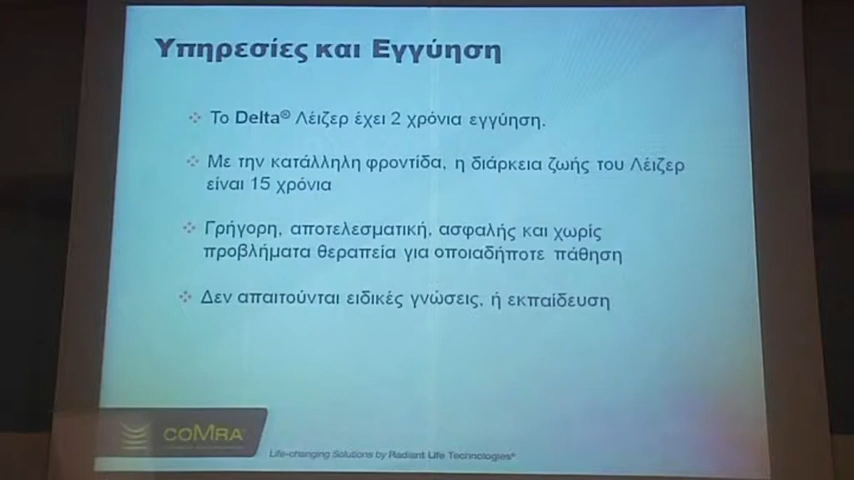 Υπηρεσίες και Εγγύηση
Το Delta® Λέιζερ έχει 2 χρόνια εγγύηση.
Με την κατάλληλη φροντίδα, η διάρκεια ζωής του Λέιζερ
είναι 15 χρόνια
Γρήγορη, αποτελεσματική, ασφαλής και χωρίς
προβλήματα θεραπεία για οποιαδήποτε πάθηση
Δεν απαιτούνται ειδικές γνώσεις, ή εκπαίδευση
coMra
Life-changing Solutions by Radiant Life Technologies®